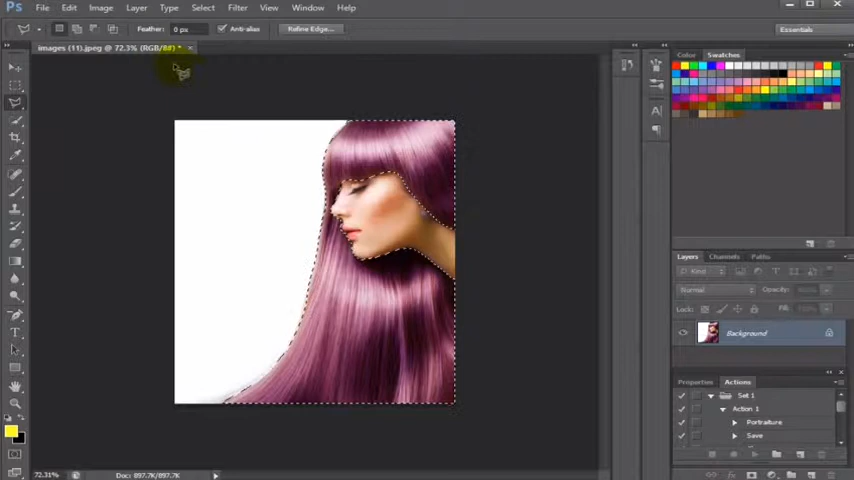 Ps File Edit Image Layer Type Select Filter View Window Help
Feather: 0 px Anti-alias Refine Edge... Essentials
images (11).jpeg @ 72.3% (RGB/8#) * ×
Color Swatches
Layers Channels Paths
Kind
Normal Opacity:
Lock: Fill:
Background
Properties Actions
Set 1
Action 1
Portraiture
Save
72.31% Doc: 897.7K/897.7K